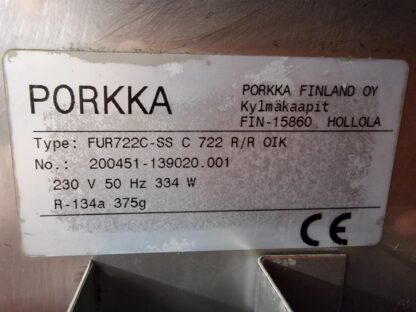 PORKKA
PORKKA FINLAND OY
Kylmäkaapit
FIN-15860 HOLLOLA
Type: FUR722C-SS C 722 R/R OIK
No.: 200451-139020.001
230 V 50 Hz 334 W
R-134a 375g
CE